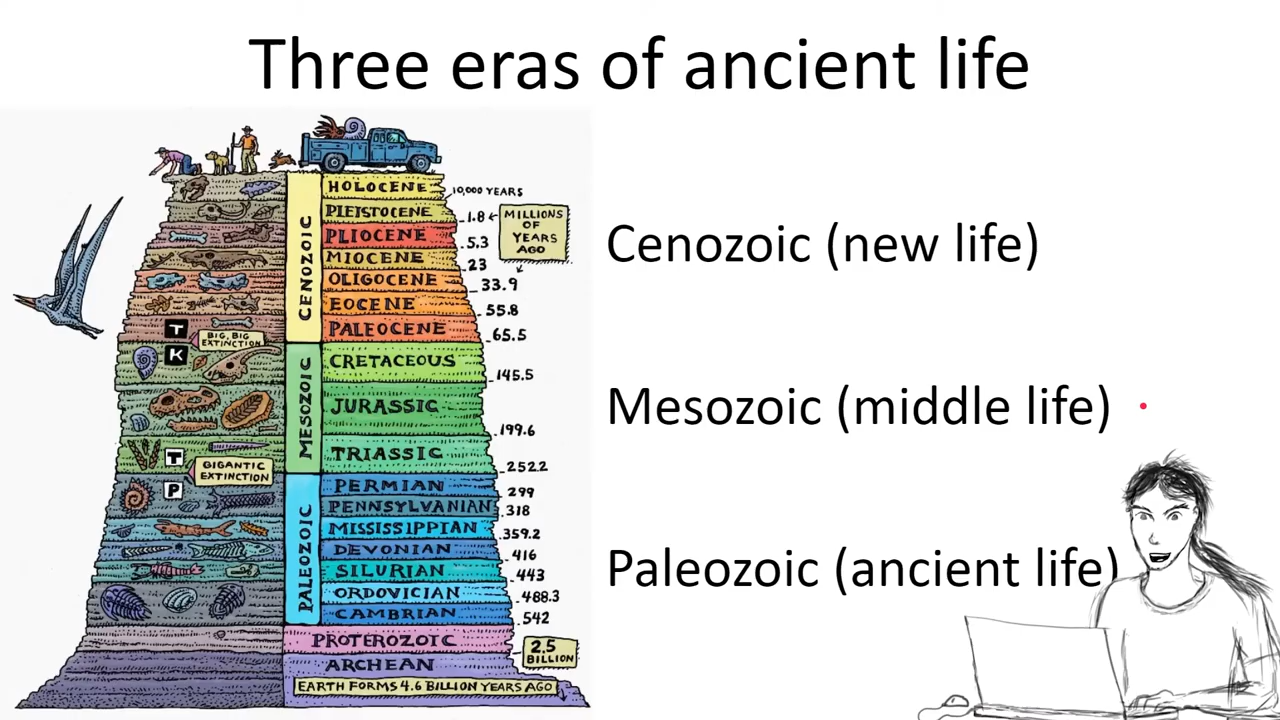 Three eras of ancient life
CENOZOIC
HOLOCENE
10,000 YEARS
PLEISTOCENE
1.8
MILLIONS
OF
YEARS
AGO
PLIOCENE
5.3
MIOCENE
23
OLIGOCENE
33.9
EOCENE
55.8
PALEOCENE
65.5
T
BIG, BIG
EXTINCTION
K
MESOZOIC
CRETACEOUS
145.5
JURASSIC
199.6
TRIASSIC
252.2
T
GIGANTIC
EXTINCTION
P
PALEOZOIC
PERMIAN
299
PENNSYLVANIAN
318
MISSISSIPPIAN
359.2
DEVONIAN
416
SILURIAN
443
ORDOVICIAN
488.3
CAMBRIAN
542
PROTEROZOIC
2.5
BILLION
ARCHEAN
EARTH FORMS 4.6 BILLION YEARS AGO
Cenozoic (new life)
Mesozoic (middle life)
Paleozoic (ancient life)